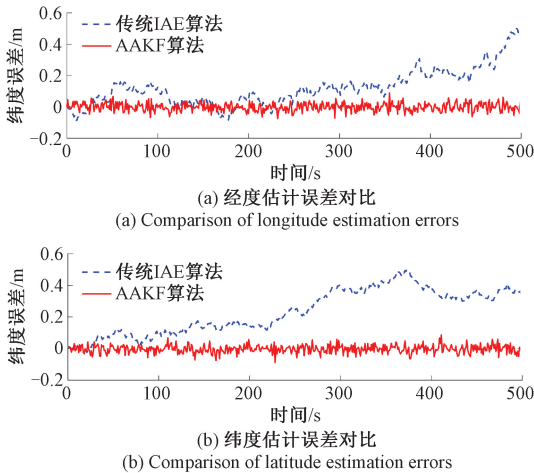 0.6
传统IAE算法
AAKF算法
0.4
0.2
0
−0.2
纬度误差/m
0 100 200 300 400 500
时间/s
(a) 经度估计误差对比
(a) Comparison of longitude estimation errors
0.6
传统IAE算法
AAKF算法
0.4
0.2
0
−0.2
纬度误差/m
0 100 200 300 400 500
时间/s
(b) 纬度估计误差对比
(b) Comparison of latitude estimation errors